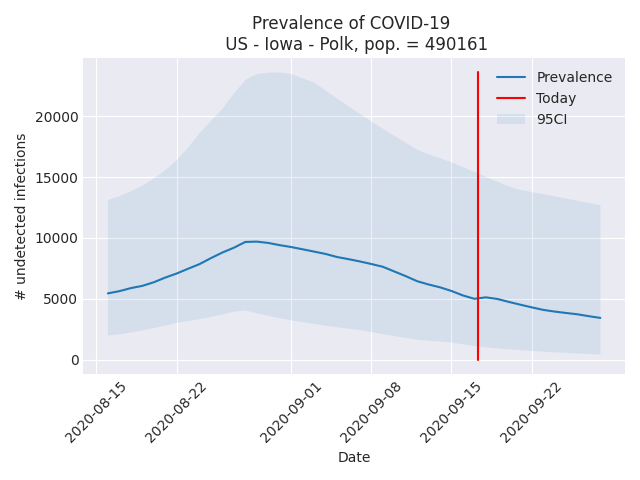 Prevalence of COVID-19
US - Iowa - Polk, pop. = 490161
Prevalence
Today
95CI
# undetected infections
20000
15000
10000
5000
0
2020-08-15
2020-08-22
2020-09-01
2020-09-08
2020-09-15
2020-09-22
Date